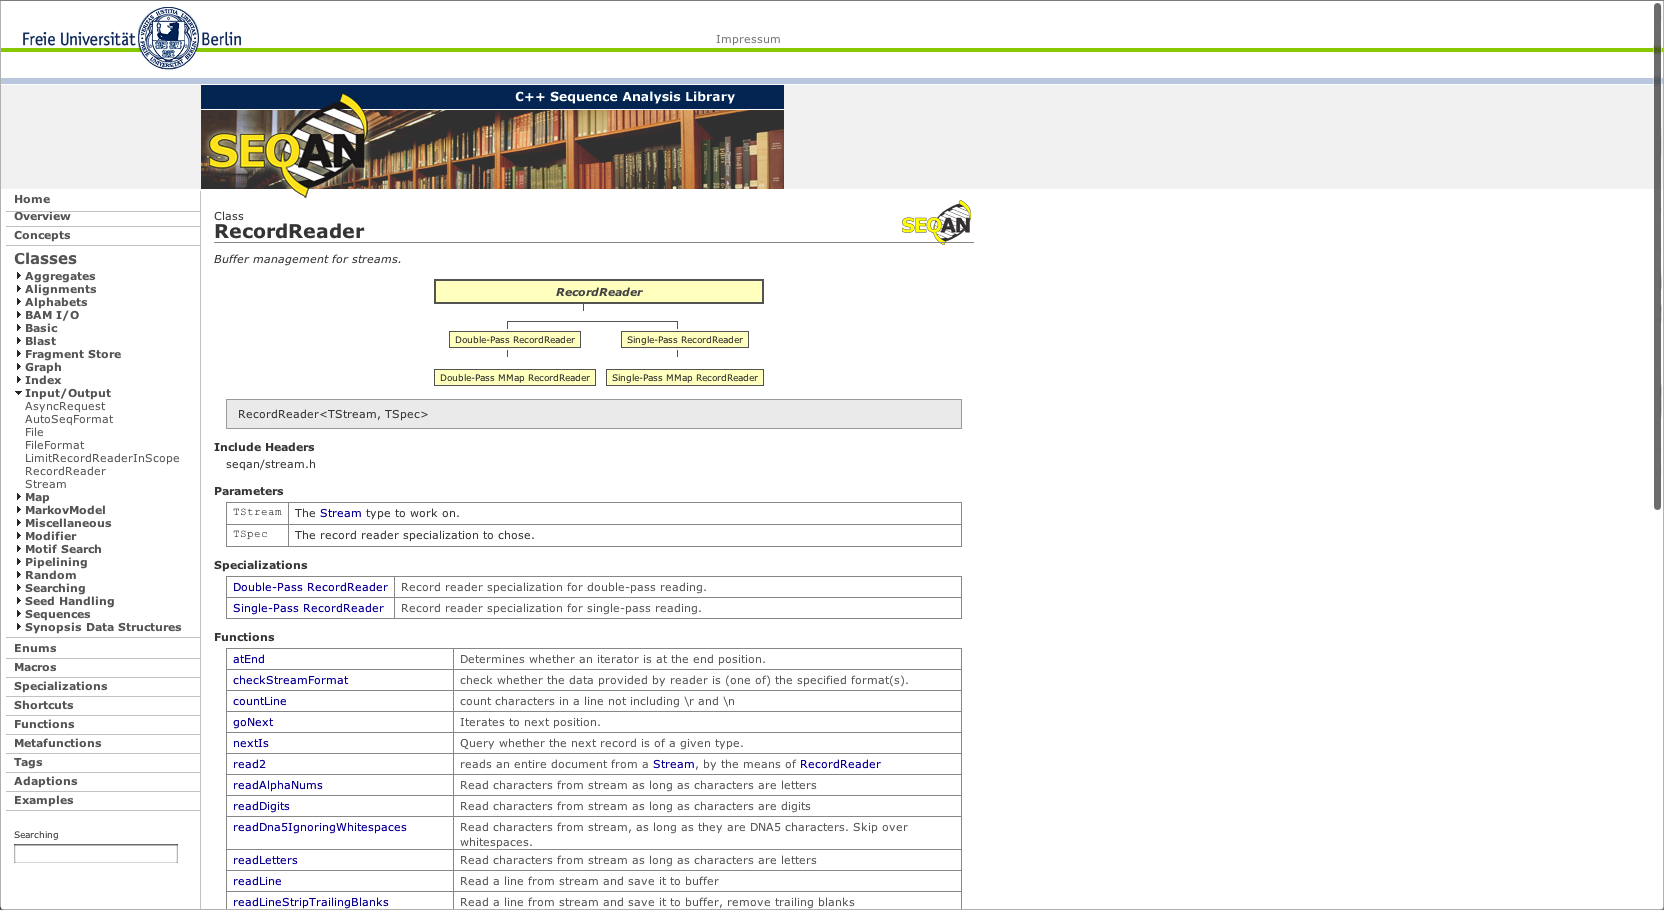 Freie Universität Berlin
Impressum
C++ Sequence Analysis Library
SEQAN
Home
Overview
Concepts
Classes
Aggregates
Alignments
Alphabets
BAM I/O
Basic
Blast
Fragment Store
Graph
Index
Input/Output
AsyncRequest
AutoSeqFormat
File
FileFormat
LimitRecordReaderInScope
RecordReader
Stream
Map
MarkovModel
Miscellaneous
Modifier
Motif Search
Pipelining
Random
Searching
Seed Handling
Sequences
Synopsis Data Structures
Enums
Macros
Specializations
Shortcuts
Functions
Metafunctions
Tags
Adaptions
Examples
Searching
Class
RecordReader
SEQAN
Buffer management for streams.
RecordReader
Double-Pass RecordReader Single-Pass RecordReader
Double-Pass MMap RecordReader Single-Pass MMap RecordReader
RecordReader<TStream, TSpec>
Include Headers
seqan/stream.h
Parameters
TStream The Stream type to work on.
TSpec The record reader specialization to chose.
Specializations
Double-Pass RecordReader Record reader specialization for double-pass reading.
Single-Pass RecordReader Record reader specialization for single-pass reading.
Functions
atEnd Determines whether an iterator is at the end position.
checkStreamFormat check whether the data provided by reader is (one of) the specified format(s).
countLine count characters in a line not including \r and \n
goNext Iterates to next position.
nextIs Query whether the next record is of a given type.
read2 reads an entire document from a Stream, by the means of RecordReader
readAlphaNums Read characters from stream as long as characters are letters
readDigits Read characters from stream as long as characters are digits
readDna5IgnoringWhitespaces Read characters from stream, as long as they are DNA5 characters. Skip over
whitespaces.
readLetters Read characters from stream as long as characters are letters
readLine Read a line from stream and save it to buffer
readLineStripTrailingBlanks Read a line from stream and save it to buffer, remove trailing blanks